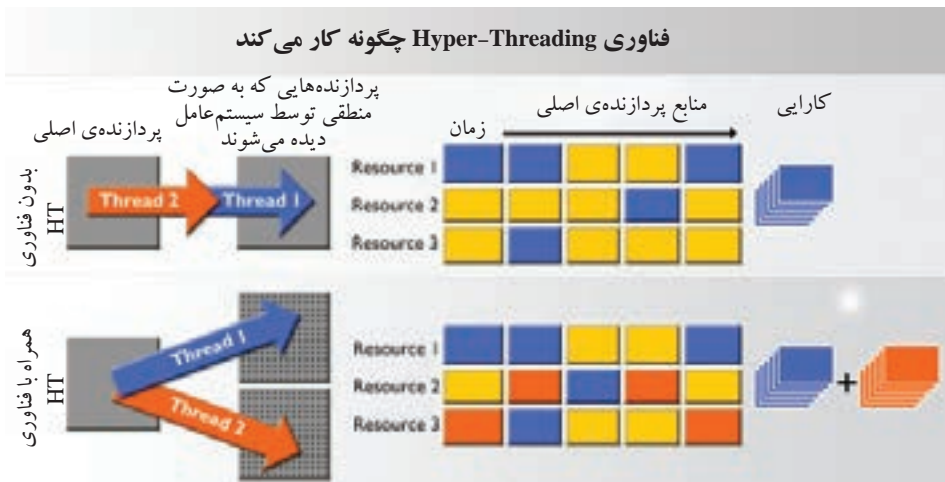 فناوری Hyper-Threading چگونه کار می‌کند
پردازنده‌ی اصلی
پردازنده‌هایی که به صورت
منطقی توسط سیستم‌عامل
دیده می‌شوند
زمان
منابع پردازنده‌ی اصلی
کارایی
بدون فناوری
HT
Thread 2
Thread 1
Resource 1
Resource 2
Resource 3
همراه با فناوری
HT
Thread 1
Thread 2
Resource 1
Resource 2
Resource 3
+